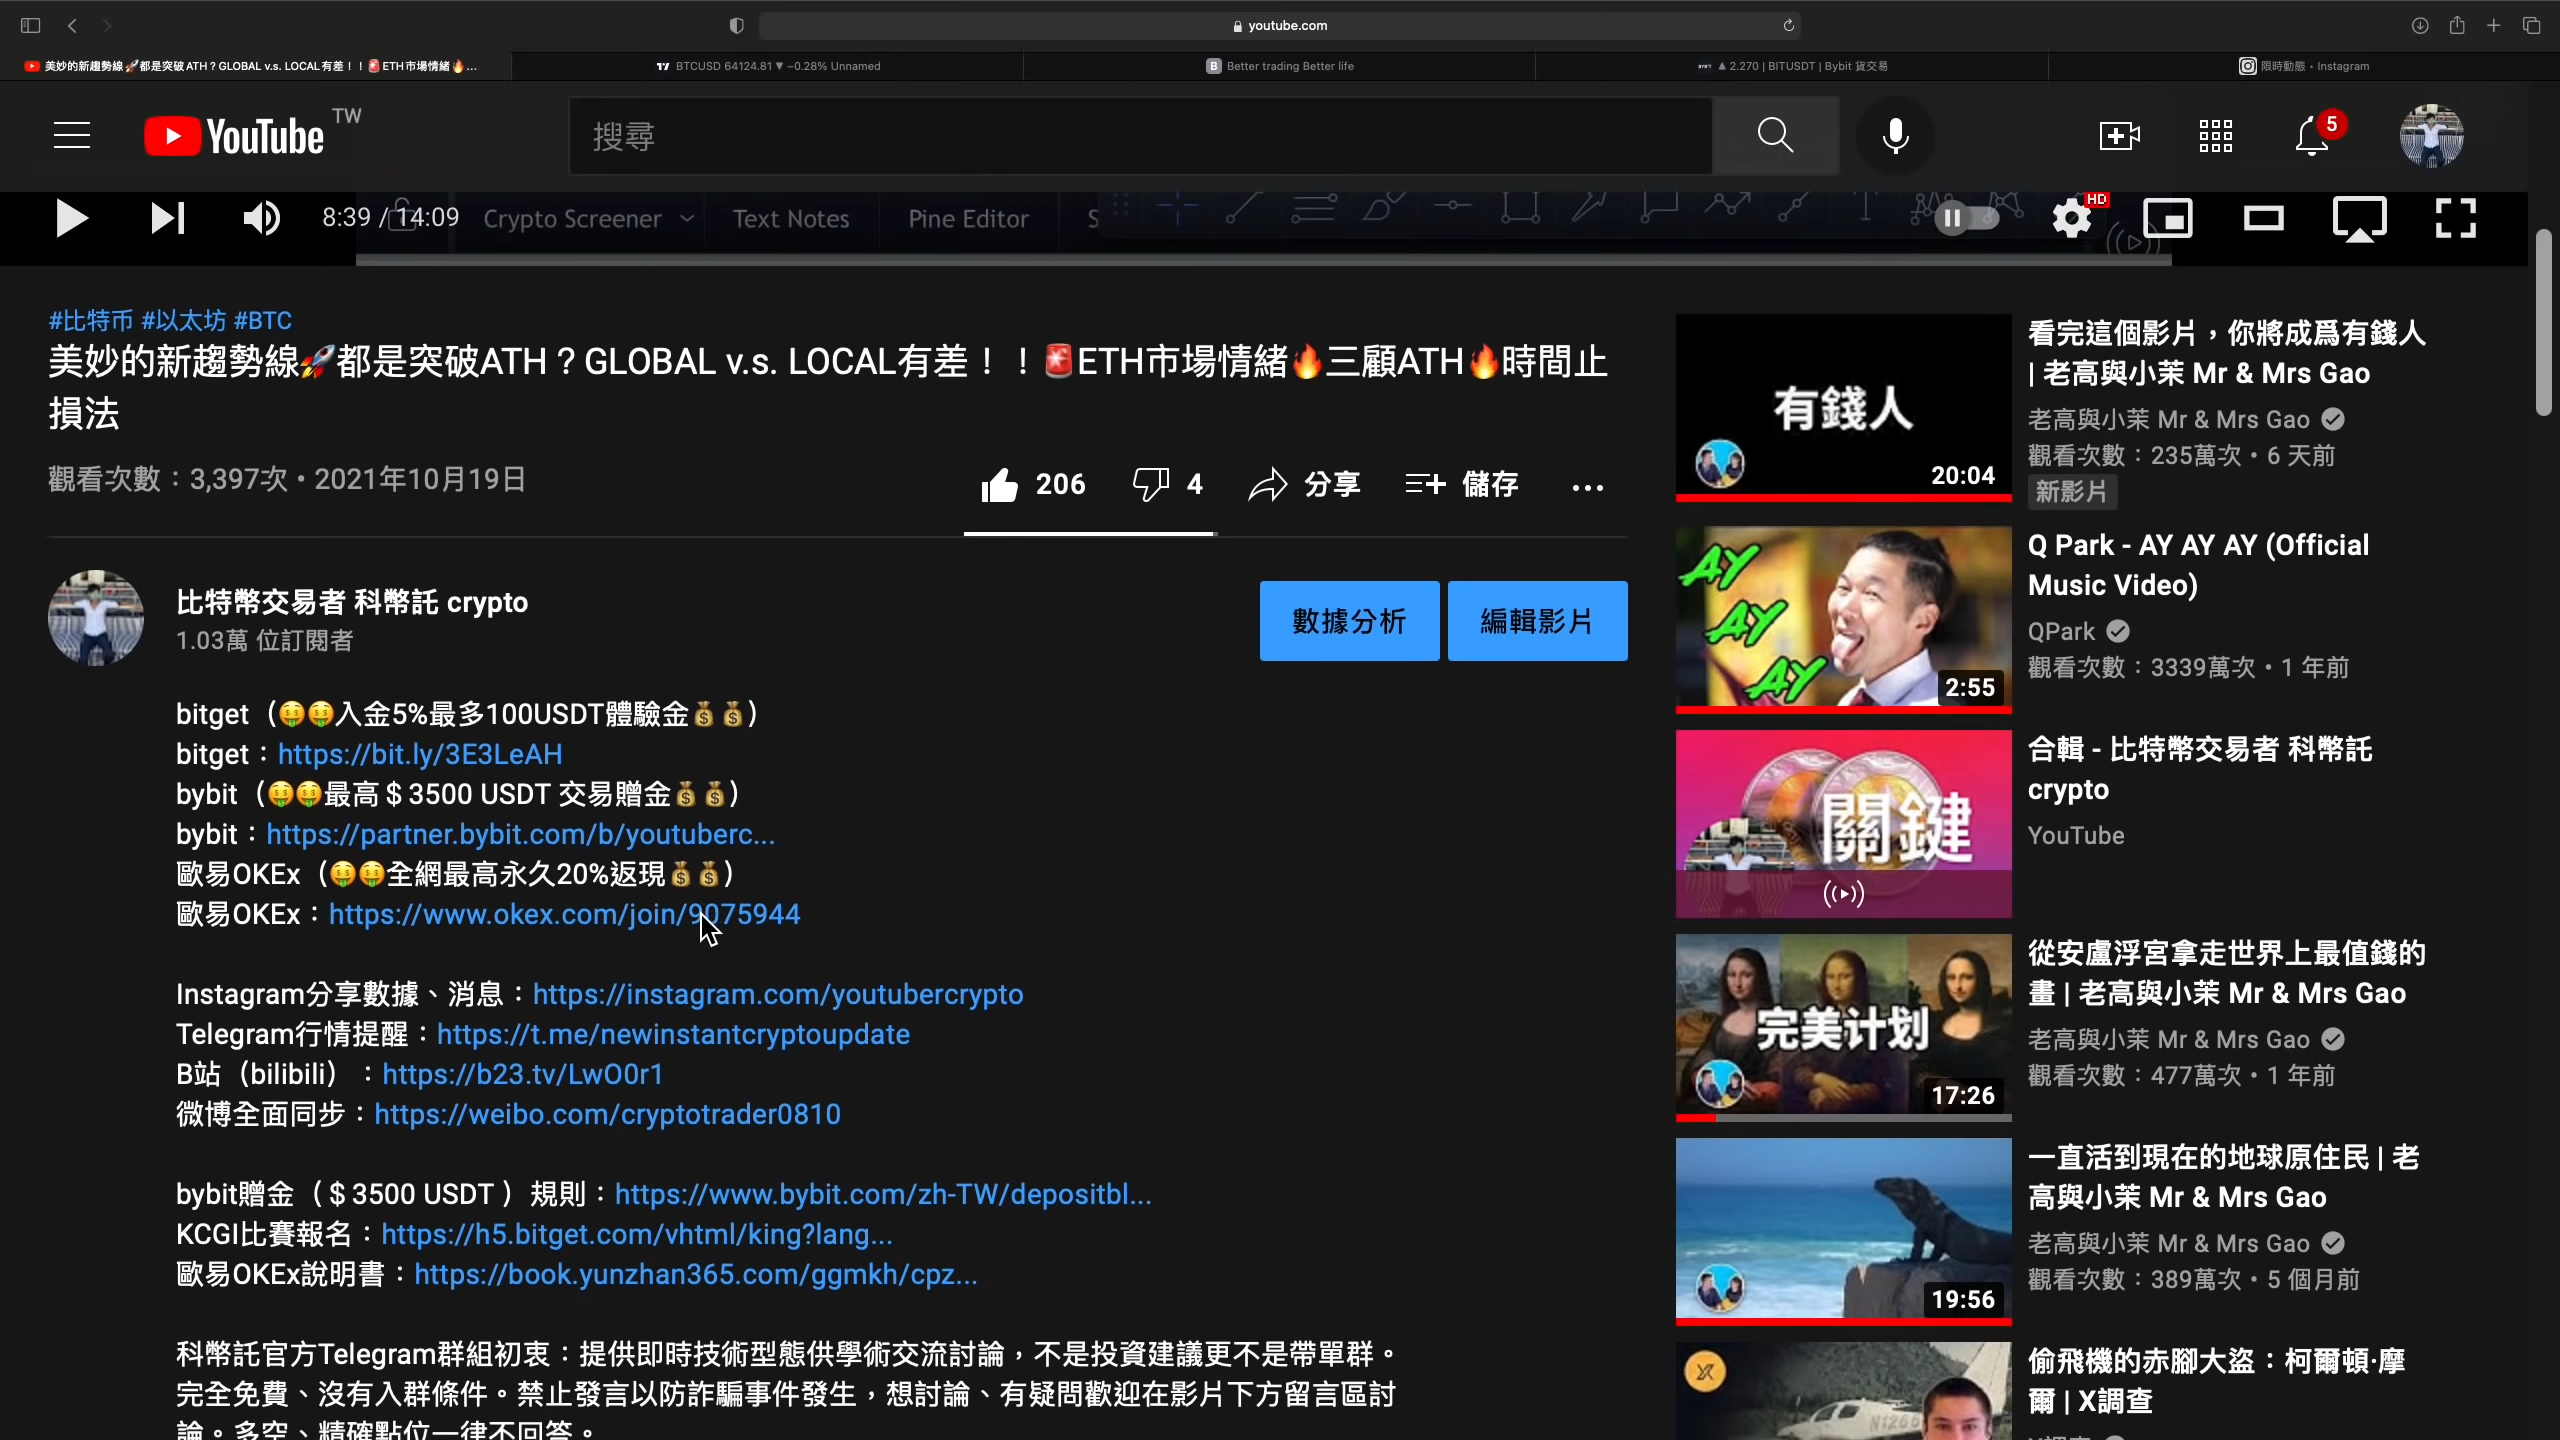 youtube.com
美妙的新趨勢線🚀都是突破ATH？GLOBAL v.s. LOCAL有差！！🚨ETH市場情緒🔥...
BTCUSD 64124.81 ▼ −0.28% Unnamed
Better trading Better life
▲ 2.270 | BITUSDT | Bybit 貨交易
限時動態 • Instagram
YouTube TW
搜尋
5
8:39 / 14:09
Crypto Screener
Text Notes
Pine Editor
HD
#比特币 #以太坊 #BTC
美妙的新趨勢線🚀都是突破ATH？GLOBAL v.s. LOCAL有差！！🚨ETH市場情緒🔥三顧ATH🔥時間止
損法
觀看次數：3,397次 • 2021年10月19日
206
4
分享
儲存
比特幣交易者 科幣託 crypto
1.03萬 位訂閱者
數據分析
編輯影片
bitget（🤑🤑入金5%最多100USDT體驗金💰💰）
bitget：https://bit.ly/3E3LeAH
bybit（🤑🤑最高＄3500 USDT 交易贈金💰💰）
bybit：https://partner.bybit.com/b/youtuberc...
歐易OKEx（🤑🤑全網最高永久20%返現💰💰）
歐易OKEx：https://www.okex.com/join/9075944
Instagram分享數據、消息：https://instagram.com/youtubercrypto
Telegram行情提醒：https://t.me/newinstantcryptoupdate
B站（bilibili）：https://b23.tv/LwO0r1
微博全面同步：https://weibo.com/cryptotrader0810
bybit贈金（＄3500 USDT ）規則：https://www.bybit.com/zh-TW/depositbl...
KCGI比賽報名：https://h5.bitget.com/vhtml/king?lang...
歐易OKEx說明書：https://book.yunzhan365.com/ggmkh/cpz...
科幣託官方Telegram群組初衷：提供即時技術型態供學術交流討論，不是投資建議更不是帶單群。
完全免費、沒有入群條件。禁止發言以防詐騙事件發生，想討論、有疑問歡迎在影片下方留言區討
論。多空、精確點位一律不回答。
有錢人
20:04
看完這個影片，你將成爲有錢人
| 老高與小茉 Mr & Mrs Gao
老高與小茉 Mr & Mrs Gao
觀看次數：235萬次 • 6 天前
新影片
AY
AY
AY
2:55
Q Park - AY AY AY (Official
Music Video)
QPark
觀看次數：3339萬次 • 1 年前
關鍵
合輯 - 比特幣交易者 科幣託
crypto
YouTube
完美计划
17:26
從安盧浮宮拿走世界上最值錢的
畫 | 老高與小茉 Mr & Mrs Gao
老高與小茉 Mr & Mrs Gao
觀看次數：477萬次 • 1 年前
19:56
一直活到現在的地球原住民 | 老
高與小茉 Mr & Mrs Gao
老高與小茉 Mr & Mrs Gao
觀看次數：389萬次 • 5 個月前
偷飛機的赤腳大盜：柯爾頓·摩
爾 | X調查